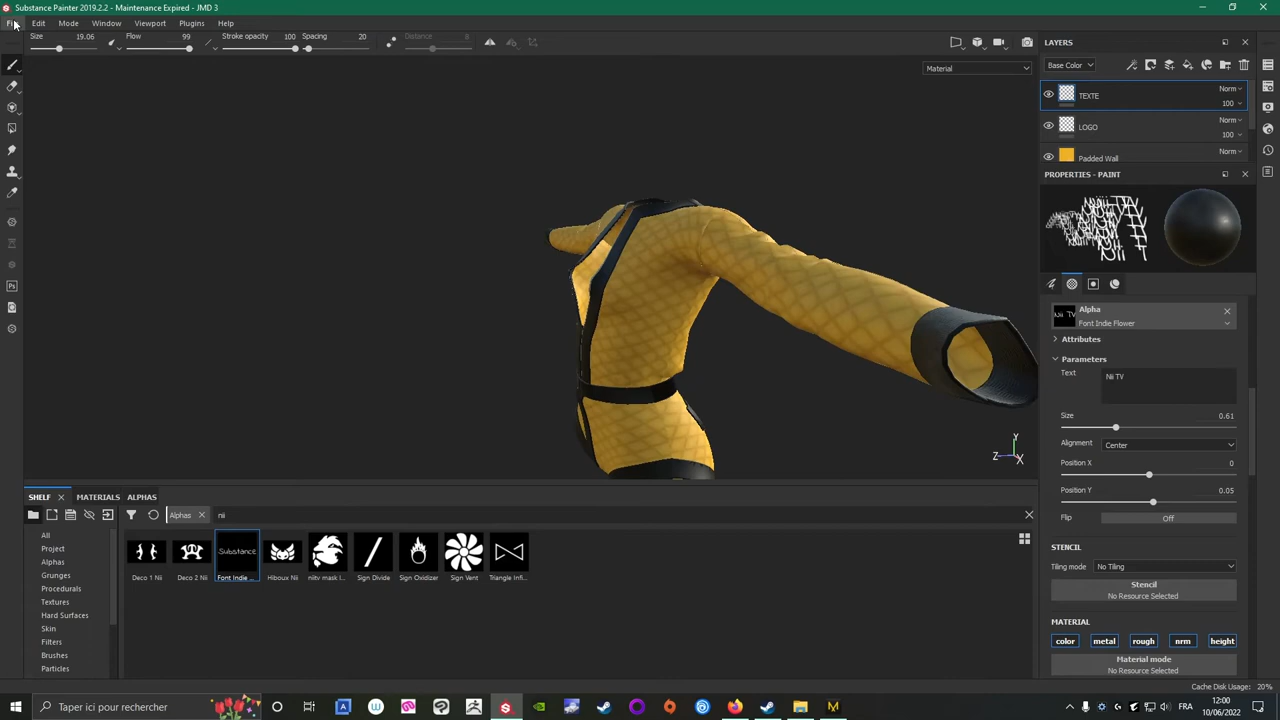 Substance Painter 2019.2.2 - Maintenance Expired - JMD 3
Edit Mode Window Viewport Plugins Help
Size 19.06 Flow 99 Stroke opacity 100 Spacing 20 Distance 8
Material
LAYERS
Base Color
TEXTE Norm 100
LOGO Norm 100
Padded Wall Norm
PROPERTIES - PAINT
Alpha
Font Indie Flower
Attributes
Parameters
Text Nii TV
Size 0.61
Alignment Center
Position X 0
Position Y 0.05
Flip Off
STENCIL
Tiling mode No Tiling
Stencil
No Resource Selected
MATERIAL
color metal rough nrm height
Material mode
No Resource Selected
Y
Z X
SHELF MATERIALS ALPHAS
Alphas nii
All
Project
Alphas
Grunges
Procedurals
Textures
Hard Surfaces
Skin
Filters
Brushes
Particles
Substance
Deco 1 Nii Deco 2 Nii Font Indie ... Hiboux Nii niitv mask l... Sign Divide Sign Oxidizer Sign Vent Triangle Infi...
Cache Disk Usage: 20%
Taper ici pour rechercher
FRA
12:00
10/06/2022